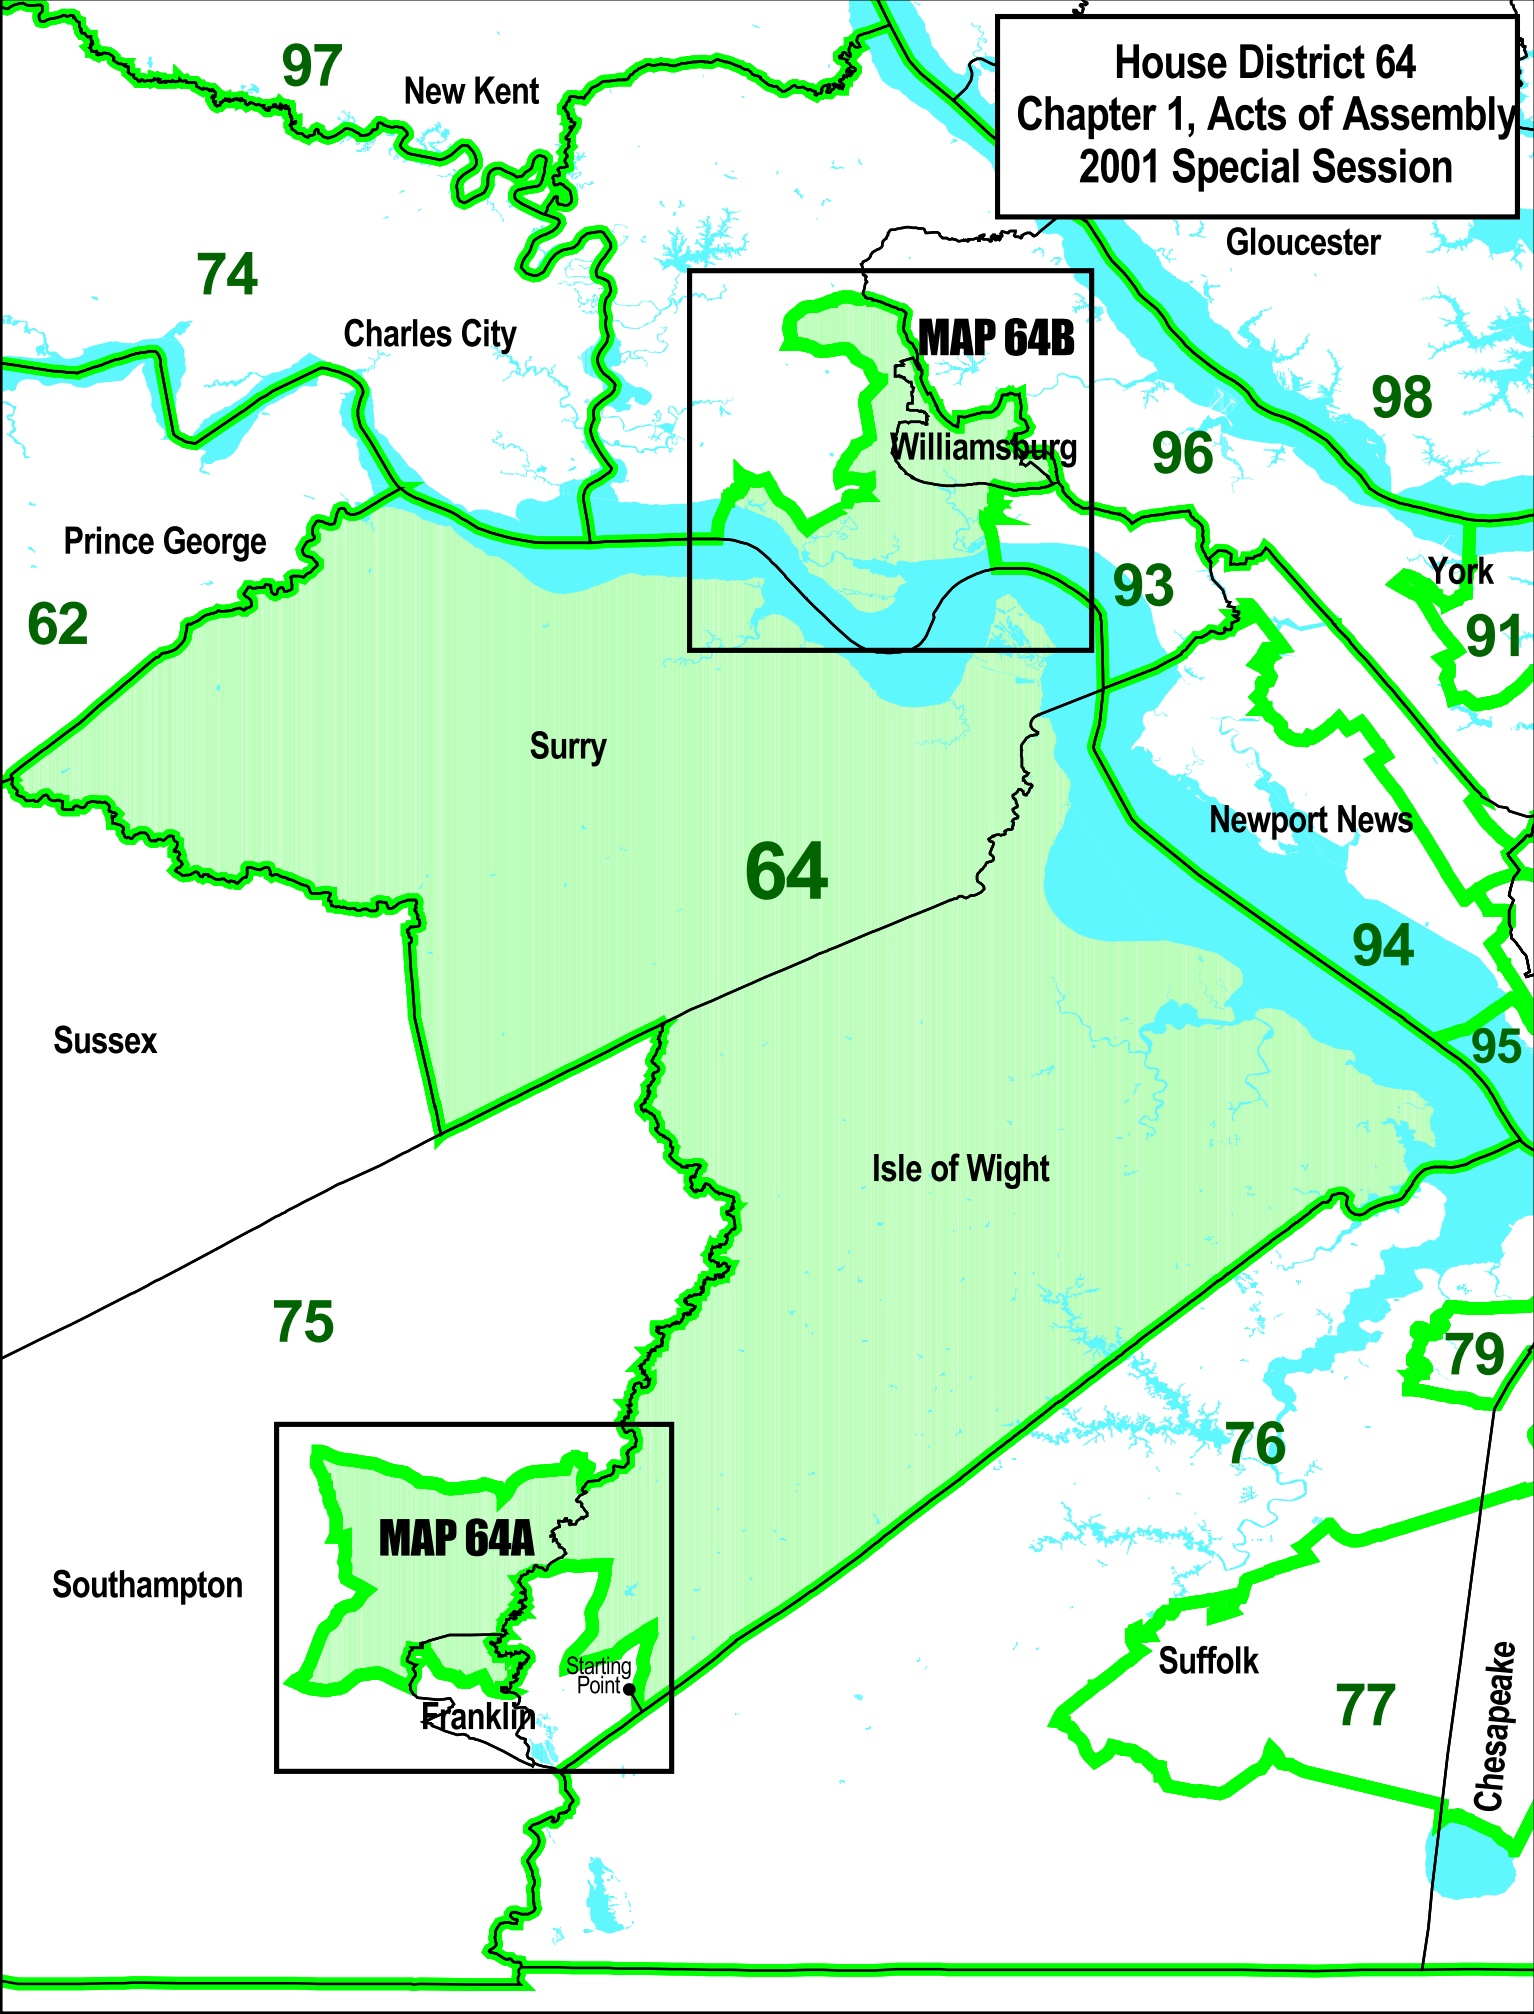 House District 64
Chapter 1, Acts of Assembly
2001 Special Session
97
New Kent
Gloucester
74
Charles City
MAP 64B
98
Williamsburg
96
Prince George
York
93
62
91
Surry
Newport News
64
94
Sussex
95
Isle of Wight
75
79
76
MAP 64A
Southampton
Starting
Point
Suffolk
Franklin
77
Chesapeake